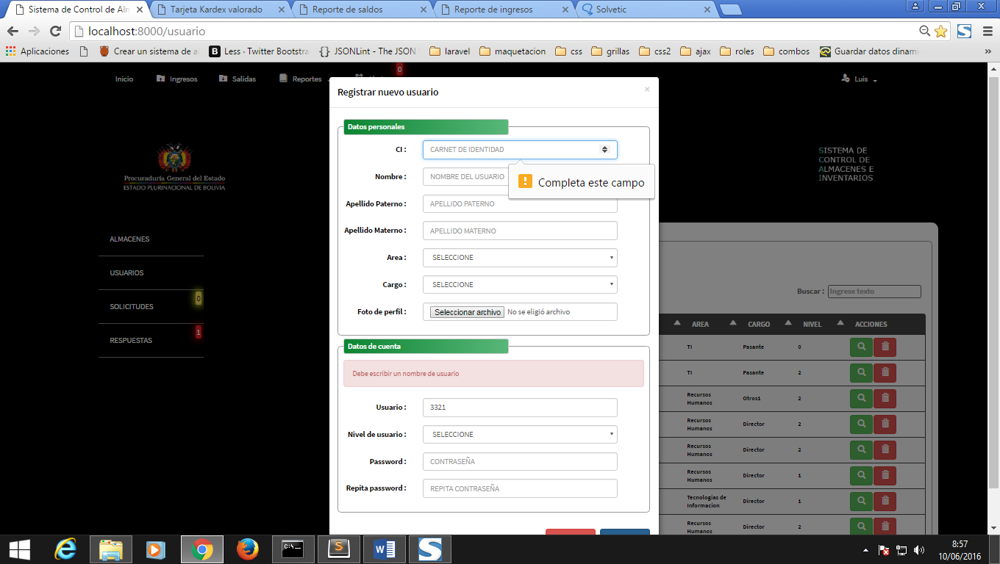 Sistema de Control de Alm
Tarjeta Kardex valorado
Reporte de saldos
Reporte de ingresos
Solvetic
localhost:8000/usuario
Aplicaciones
Crear un sistema de a
Less · Twitter Bootstra
JSONLint - The JSON
laravel
maquetacion
css
grillas
css2
ajax
roles
combos
Guardar datos dinami
»
Inicio
Ingresos
Salidas
Reportes
0
Luis
Procuraduría General del Estado
ESTADO PLURINACIONAL DE BOLIVIA
SISTEMA DE
CONTROL DE
ALMACENES E
INVENTARIOS
ALMACENES
USUARIOS
SOLICITUDES
0
RESPUESTAS
1
Registrar nuevo usuario
×
Datos personales
CI :
CARNET DE IDENTIDAD
Completa este campo
Nombre :
NOMBRE DEL USUARIO
Apellido Paterno :
APELLIDO PATERNO
Apellido Materno :
APELLIDO MATERNO
Area :
SELECCIONE
Cargo :
SELECCIONE
Foto de perfil :
Seleccionar archivo
No se eligió archivo
Datos de cuenta
Debe escribir un nombre de usuario
Usuario :
3321
Nivel de usuario :
SELECCIONE
Password :
CONTRASEÑA
Repita password :
REPITA CONTRASEÑA
Buscar :
Ingrese texto
AREA
CARGO
NIVEL
ACCIONES
TI
Pasante
0
TI
Pasante
2
Recursos
Humanos
Otros1
2
Recursos
Humanos
Director
2
Recursos
Humanos
Director
2
Recursos
Humanos
Director
1
Tecnologias de
Informacion
Director
1
Recursos
Humanos
Director
2
8:57
10/06/2016